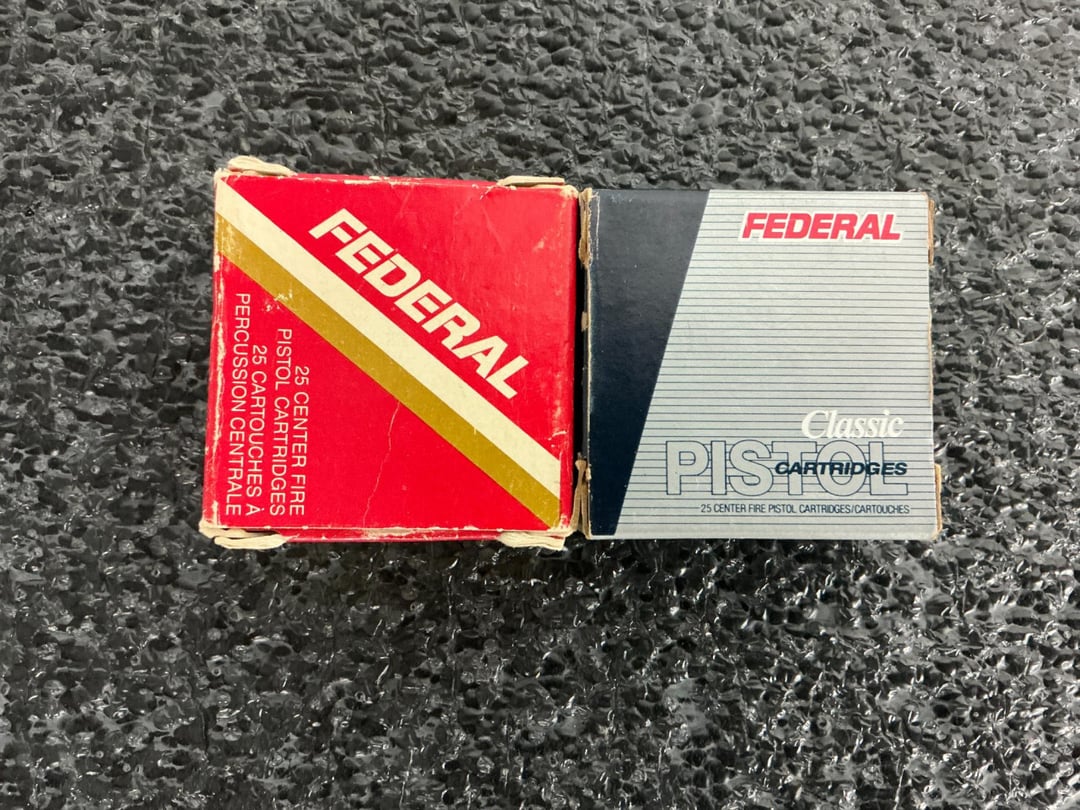 FEDERAL
25 CENTER FIRE
PISTOL CARTRIDGES
25 CARTOUCHES À
PERCUSSION CENTRALE
FEDERAL
Classic
PISTOL
CARTRIDGES
25 CENTER FIRE PISTOL CARTRIDGES/CARTOUCHES